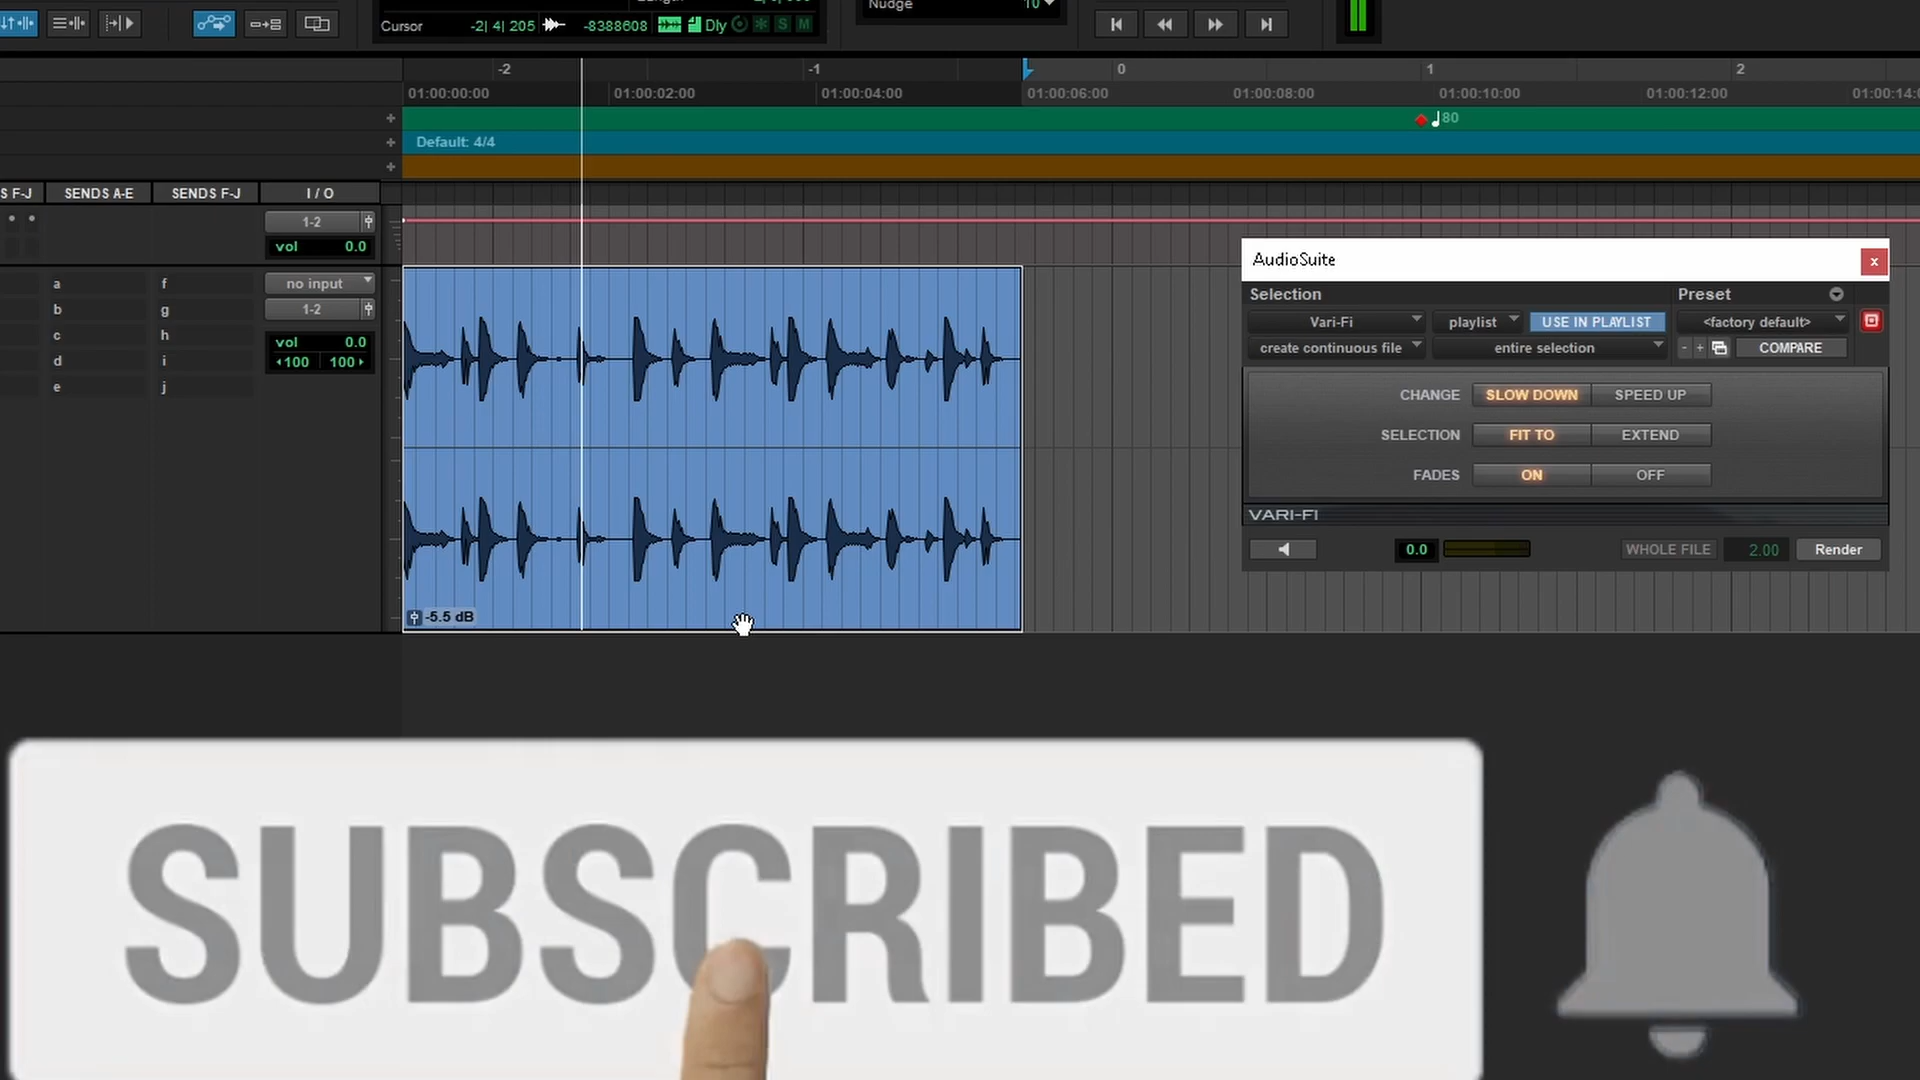 Nudge 10
Cursor -2| 4| 205 -8388608 Dly S M
-2 -1 0 1 2
01:00:00:00 01:00:02:00 01:00:04:00 01:00:06:00 01:00:08:00 01:00:10:00 01:00:12:00 01:00:14:0
80
Default: 4/4
S F-J SENDS A-E SENDS F-J I / O
1-2
vol 0.0
a f no input
b g 1-2
c h
vol 0.0
d i 100 100
e j
-5.5 dB
AudioSuite x
Selection Preset
Vari-Fi playlist USE IN PLAYLIST <factory default>
create continuous file entire selection - + COMPARE
CHANGE SLOW DOWN SPEED UP
SELECTION FIT TO EXTEND
FADES ON OFF
VARI-FI
0.0 WHOLE FILE 2.00 Render
SUBSCRIBED